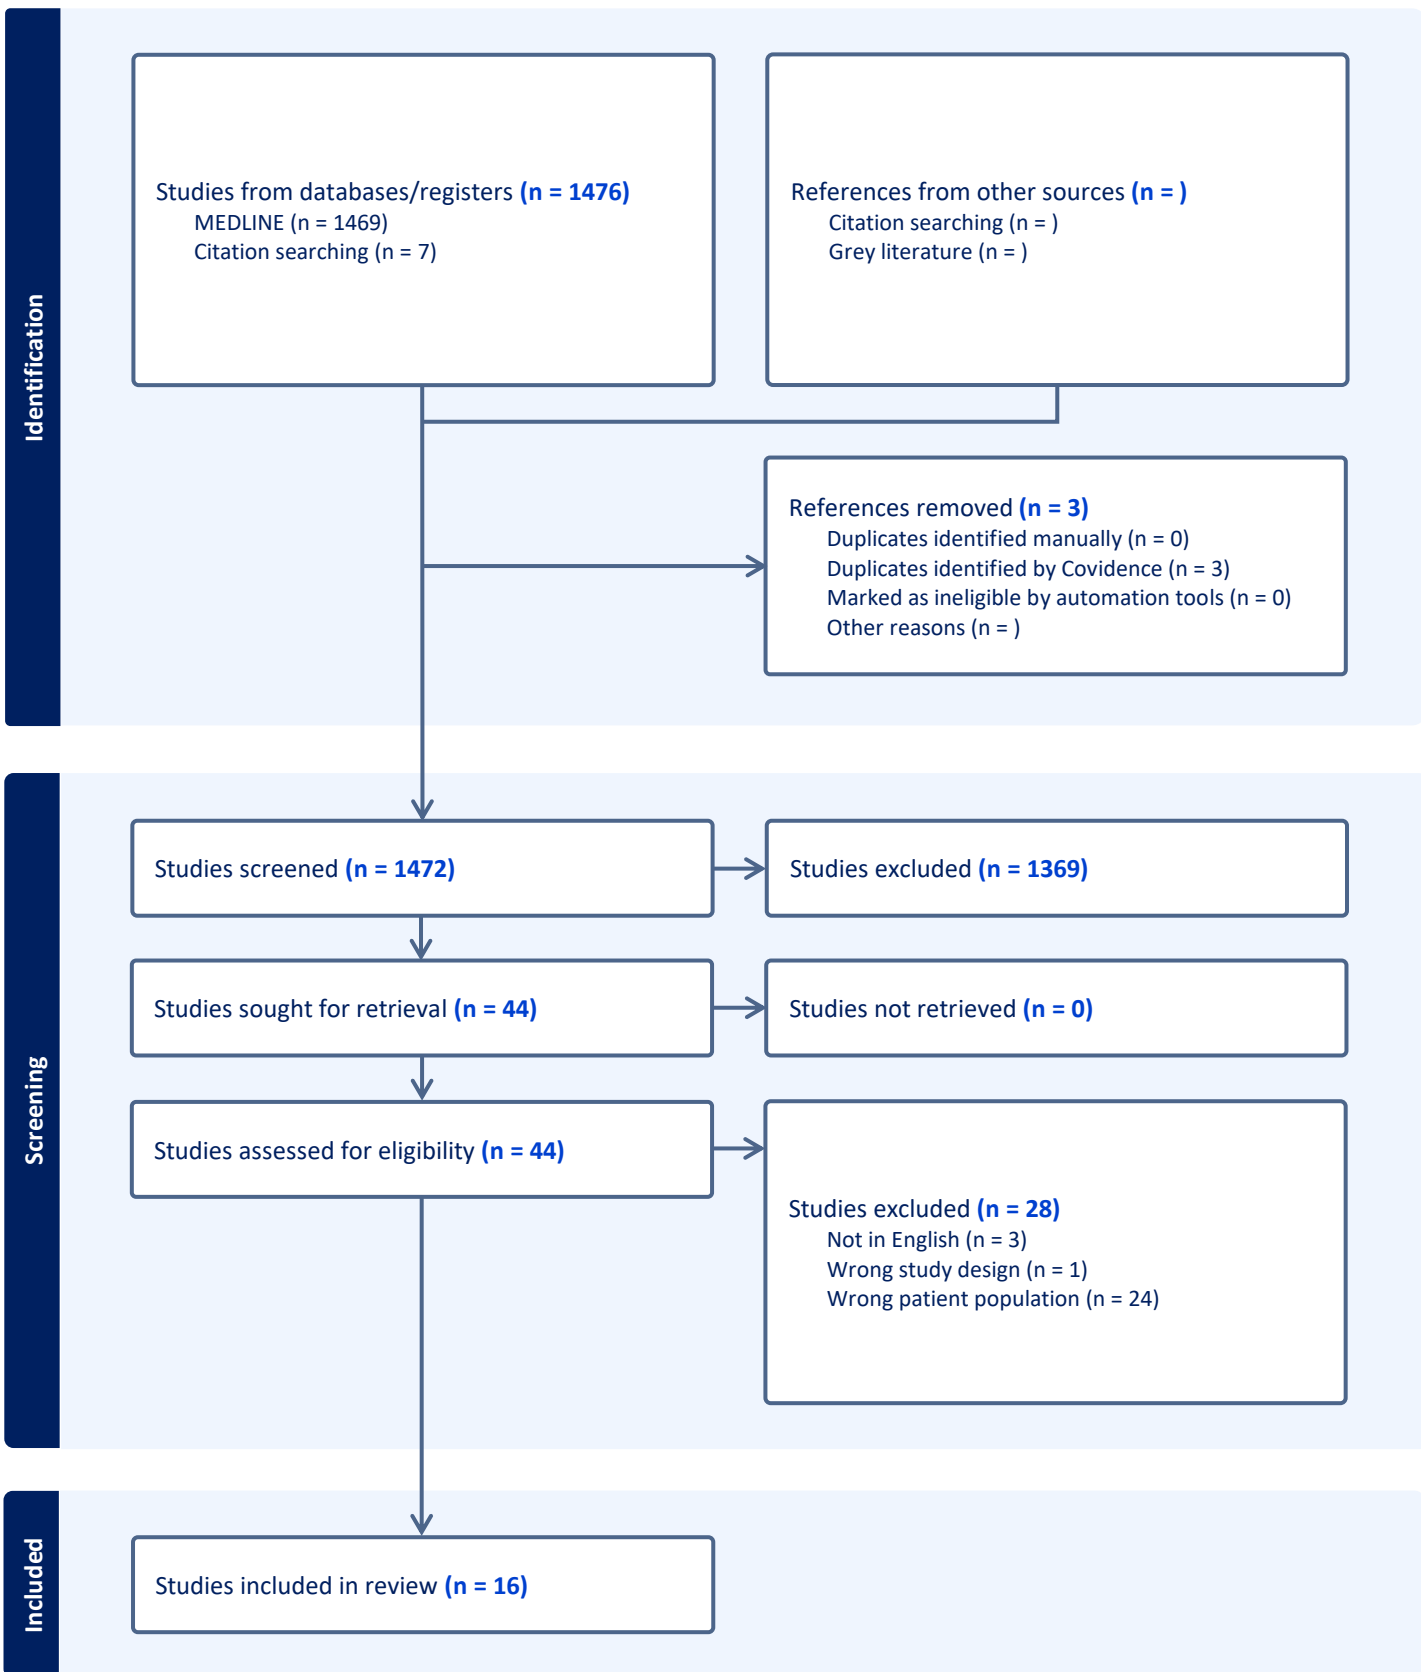 Identification
Studies from databases/registers (n = 1476)
MEDLINE (n = 1469)
Citation searching (n = 7)
References from other sources (n = )
Citation searching (n = )
Grey literature (n = )
References removed (n = 3)
Duplicates identified manually (n = 0)
Duplicates identified by Covidence (n = 3)
Marked as ineligible by automation tools (n = 0)
Other reasons (n = )
Screening
Studies screened (n = 1472)
Studies excluded (n = 1369)
Studies sought for retrieval (n = 44)
Studies not retrieved (n = 0)
Studies assessed for eligibility (n = 44)
Studies excluded (n = 28)
Not in English (n = 3)
Wrong study design (n = 1)
Wrong patient population (n = 24)
Included
Studies included in review (n = 16)